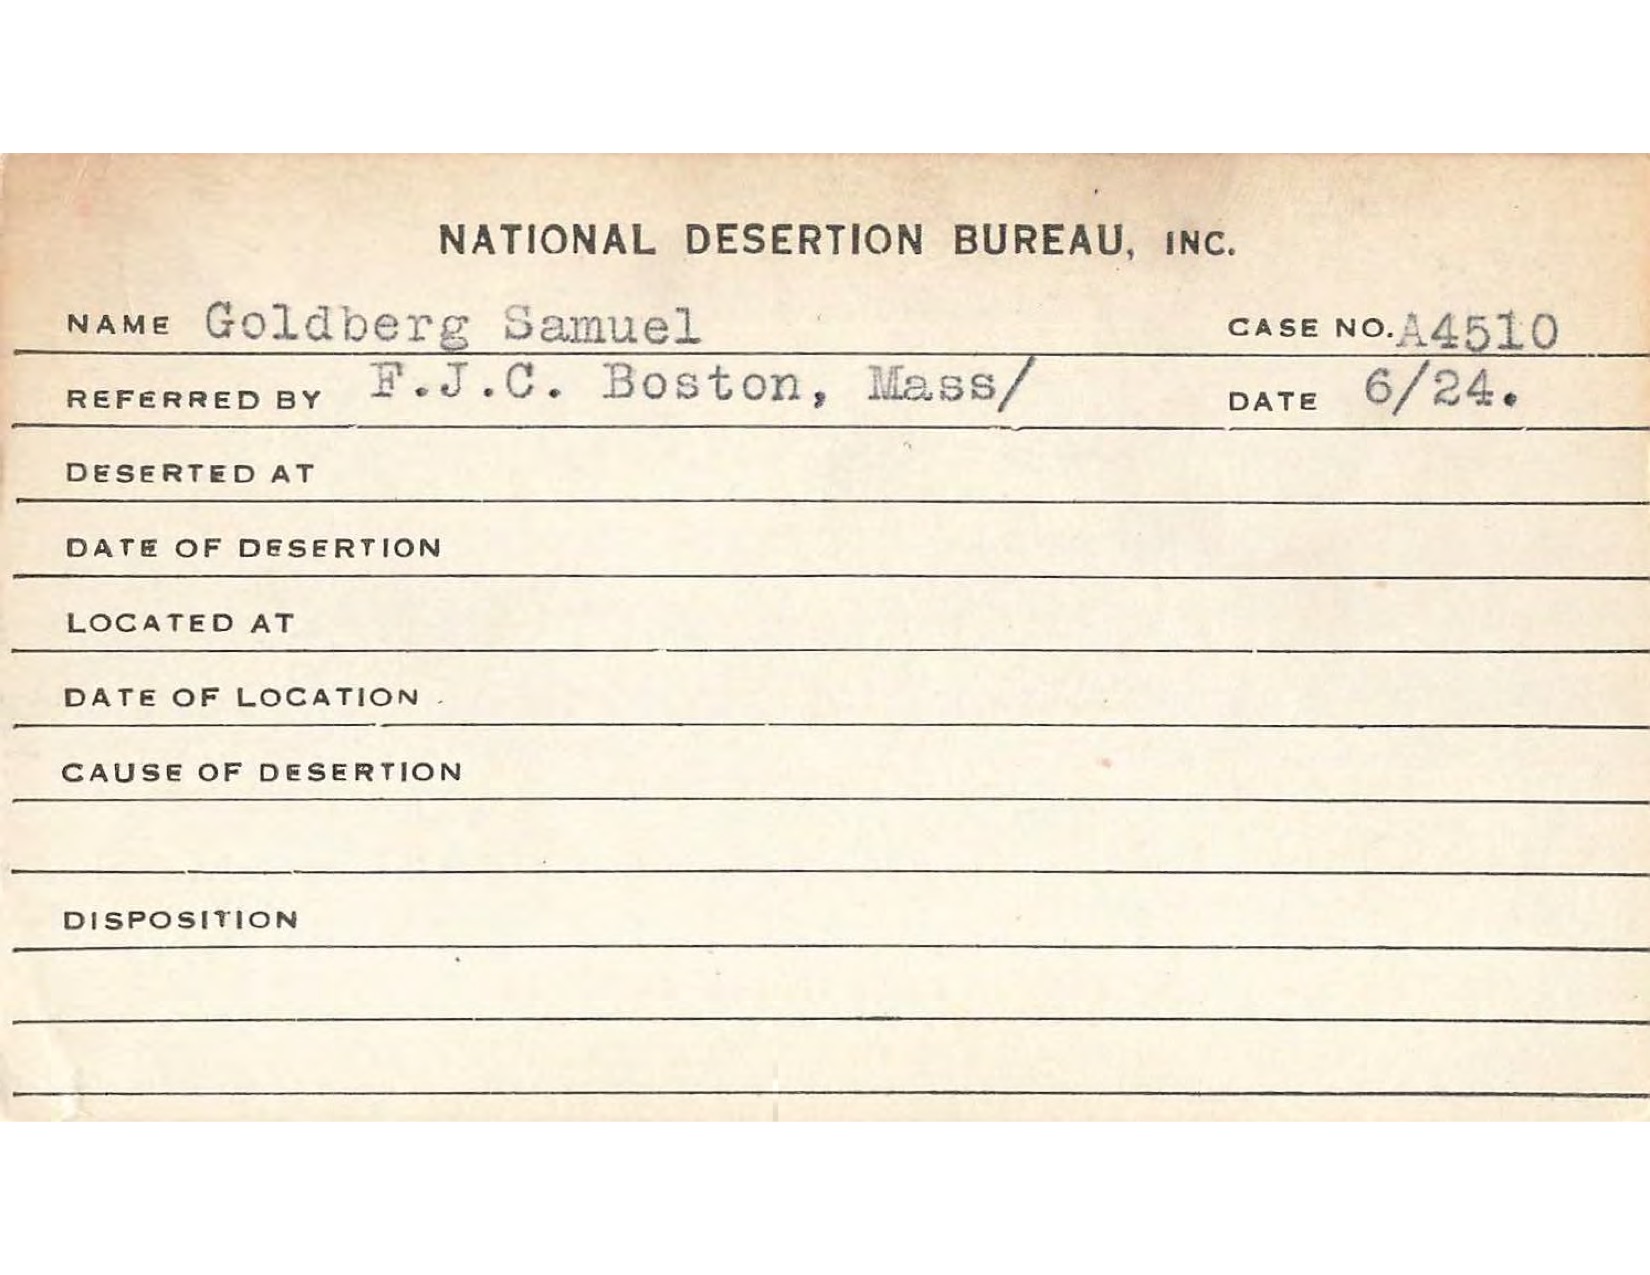 NATIONAL DESERTION BUREAU, INC.
NAME Goldberg Samuel CASE NO. A4510
REFERRED BY F.J.C. Boston, Mass/ DATE 6/24.
DESERTED AT
DATE OF DESERTION
LOCATED AT
DATE OF LOCATION
CAUSE OF DESERTION
DISPOSITION